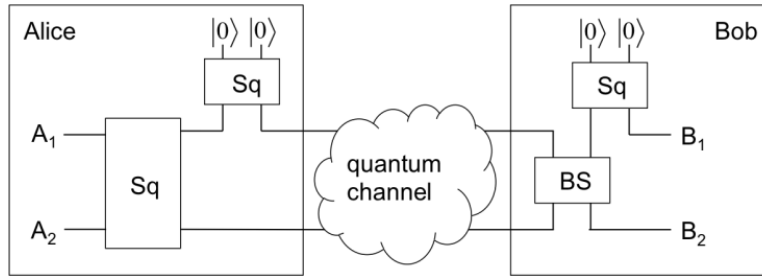 Alice
|0⟩ |0⟩
Sq
A₁
A₂
Sq
quantum
channel
Bob
|0⟩ |0⟩
Sq
BS
B₁
B₂